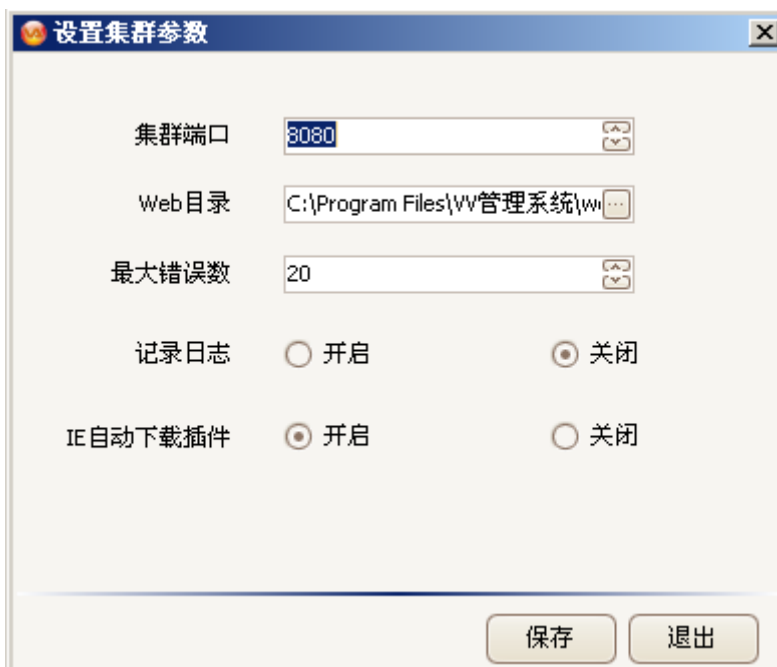 设置集群参数
集群端口 8080
Web目录 C:\Program Files\VV管理系统\w
最大错误数 20
记录日志 开启 关闭
IE自动下载插件 开启 关闭
保存 退出